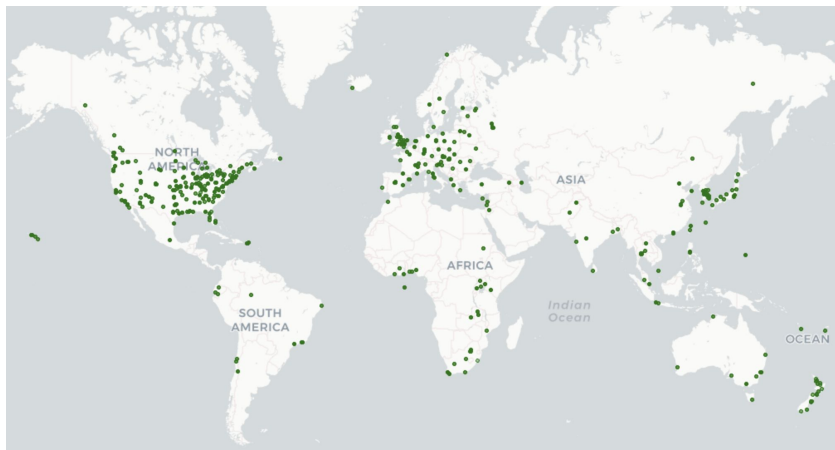 NORTH
AMERICA
ASIA
AFRICA
Indian
Ocean
SOUTH
AMERICA
OCEAN